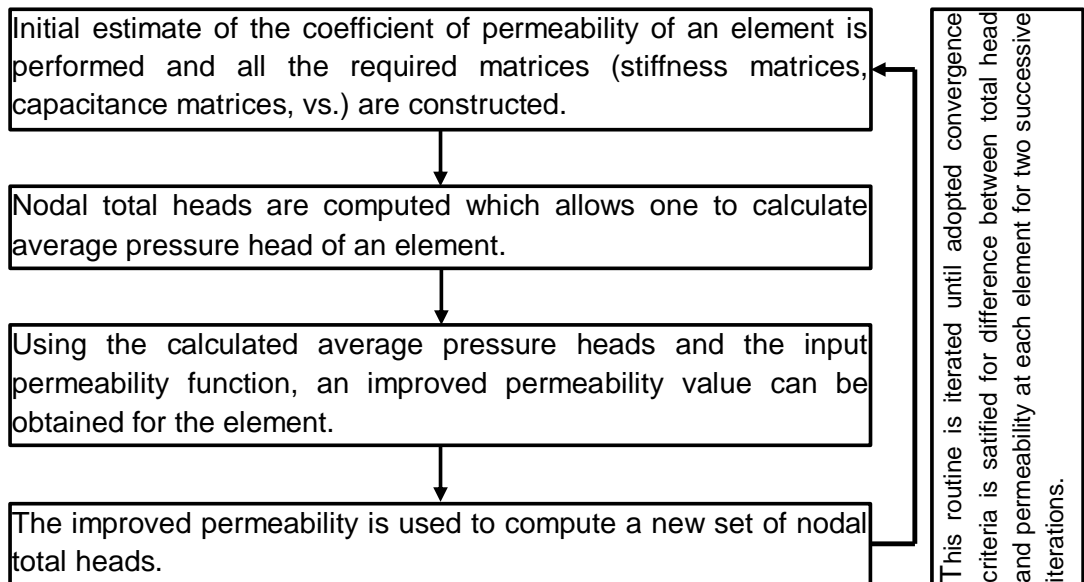 Initial estimate of the coefficient of permeability of an element is
performed and all the required matrices (stiffness matrices,
capacitance matrices, vs.) are constructed.
Nodal total heads are computed which allows one to calculate
average pressure head of an element.
Using the calculated average pressure heads and the input
permeability function, an improved permeability value can be
obtained for the element.
The improved permeability is used to compute a new set of nodal
total heads.
This routine is iterated until adopted convergence
criteria is satified for difference between total head
and permeability at each element for two successive
iterations.